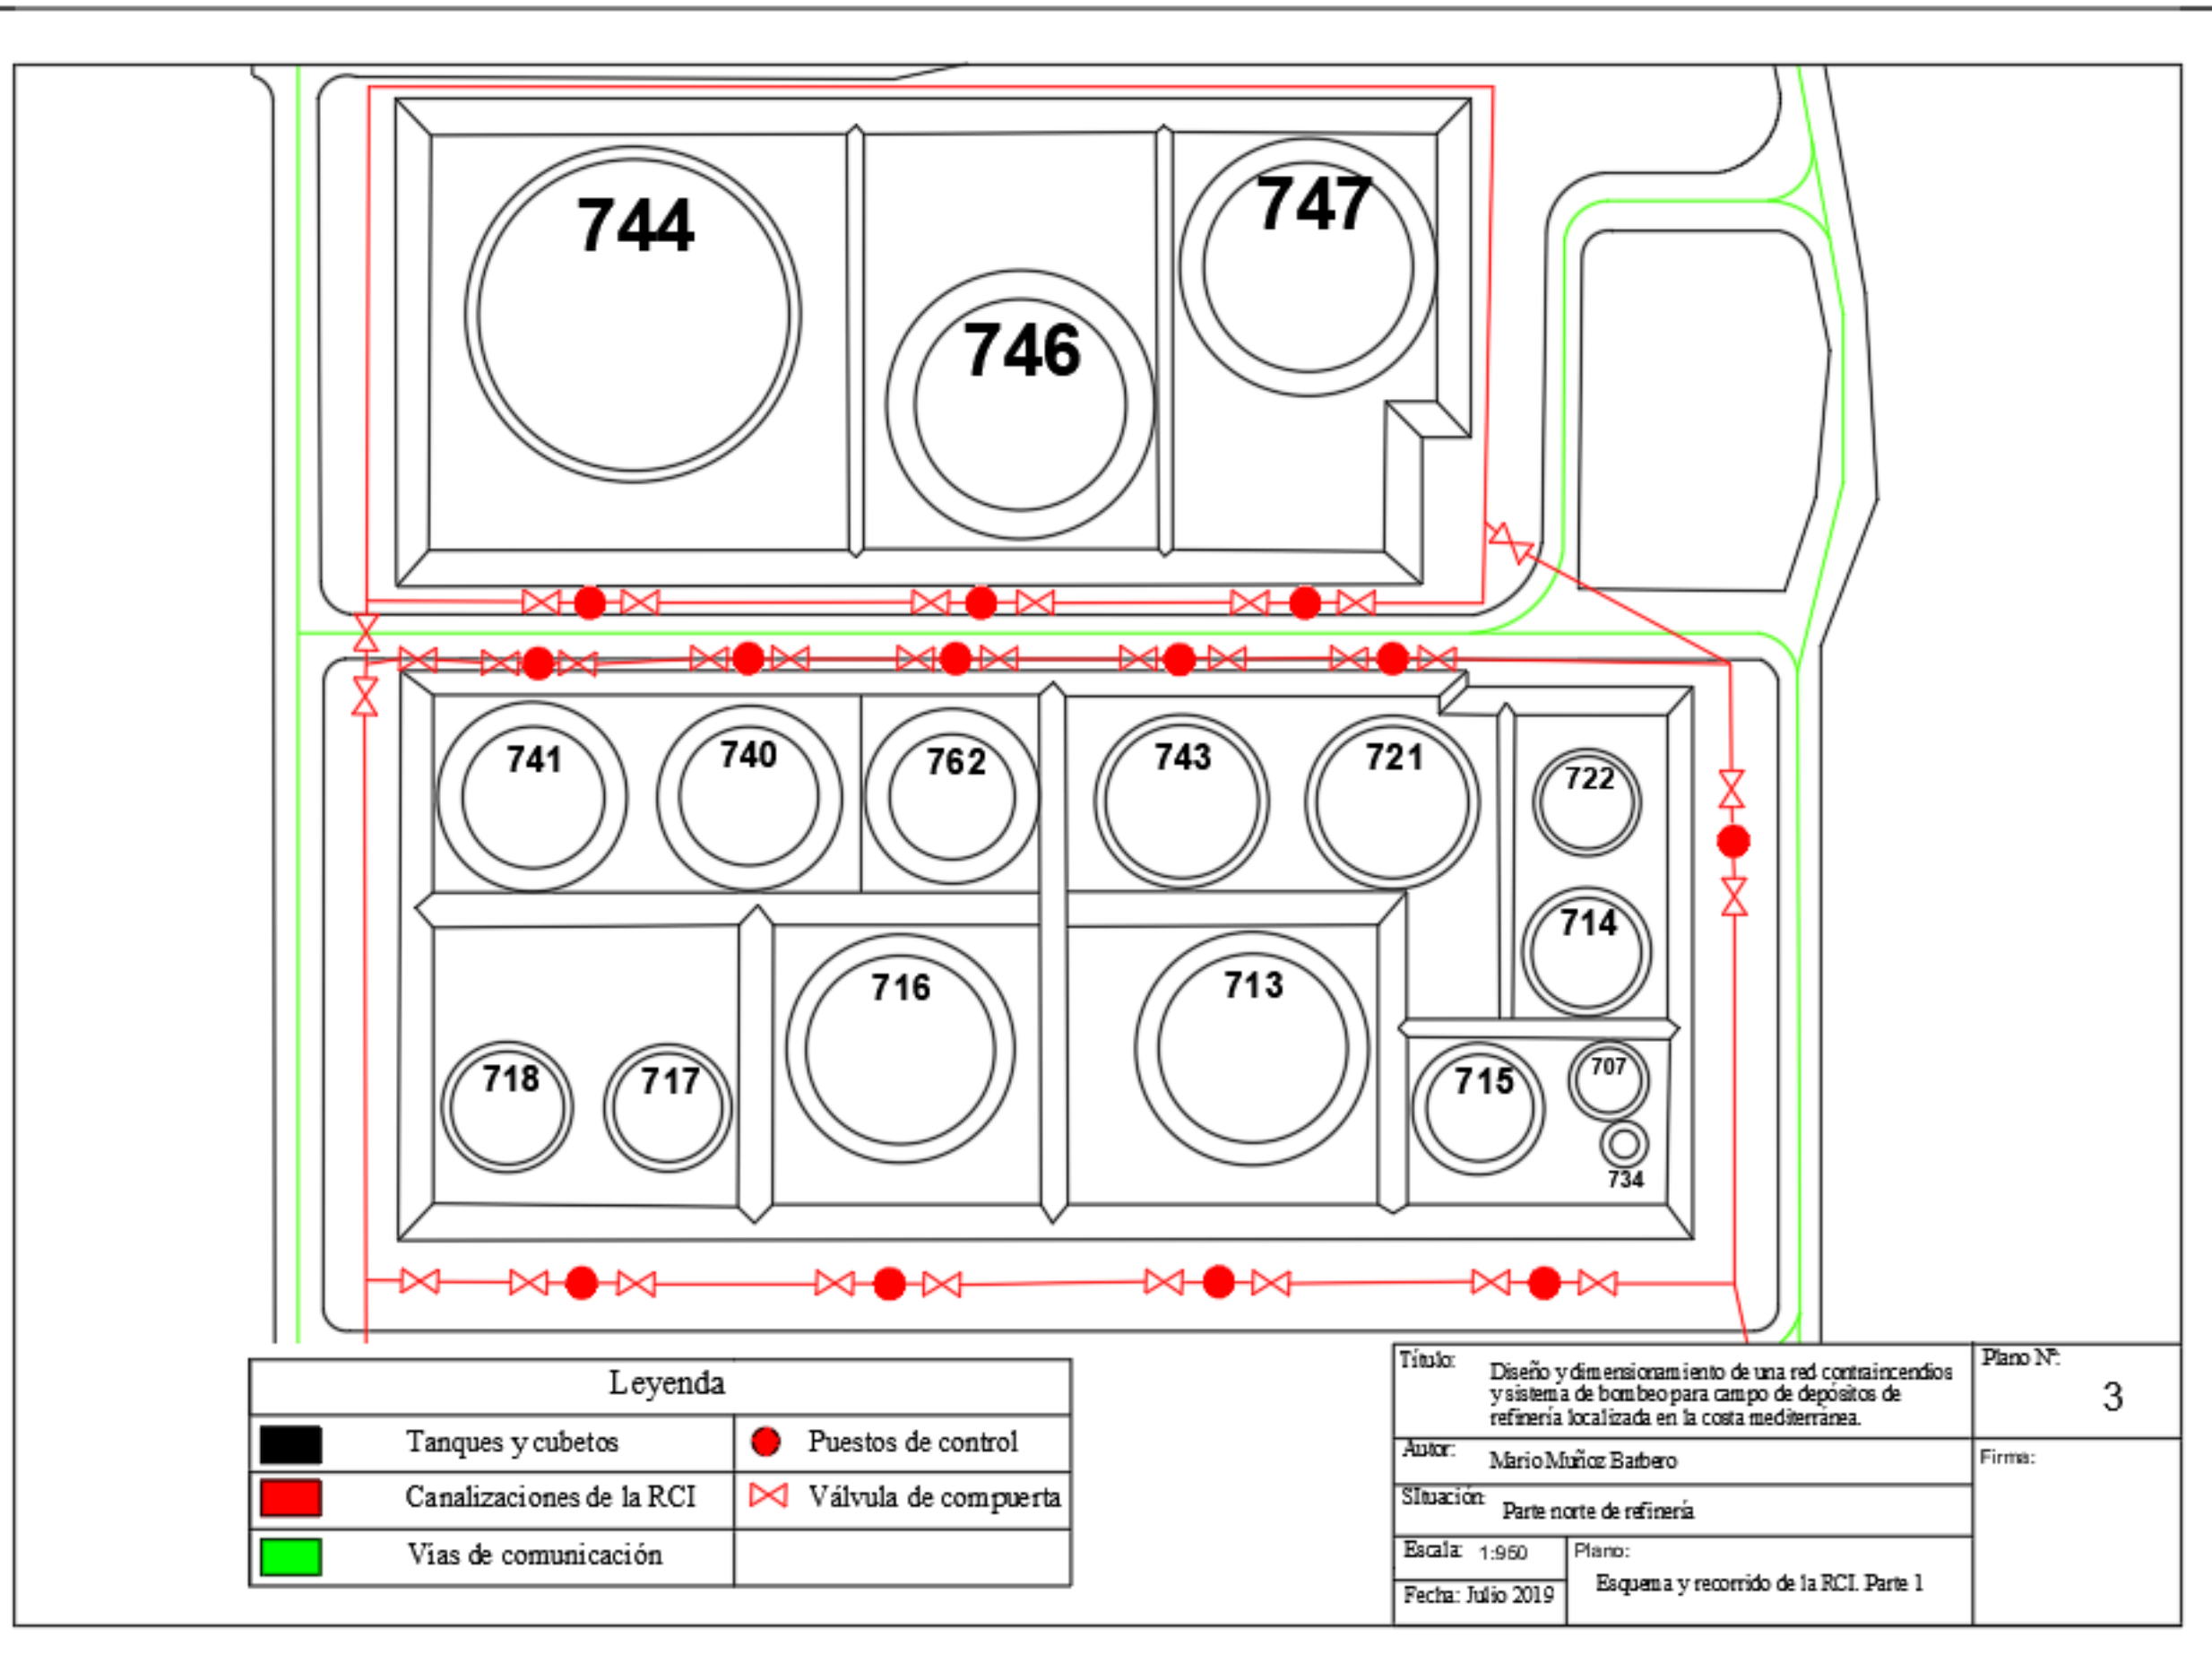 744
747
746
741
740
762
743
721
722
714
716
713
718
717
715
707
734
Leyenda
Tanques y cubetos
Puestos de control
Canalizaciones de la RCI
Válvula de compuerta
Vias de comunicación
Título:
Diseño y dimensionamiento de una red contraincendios
y sistema de bombeo para campo de depósitos de
refinería localizada en la costa mediterránea.
Plano Nº:
3
Autor:
Mario Muñoz Barbero
Firma:
SItuación:
Parte norte de refinería
Escala: 1:950
Plano:
Esquema y recorrido de la RCI. Parte 1
Fecha: Julio 2019